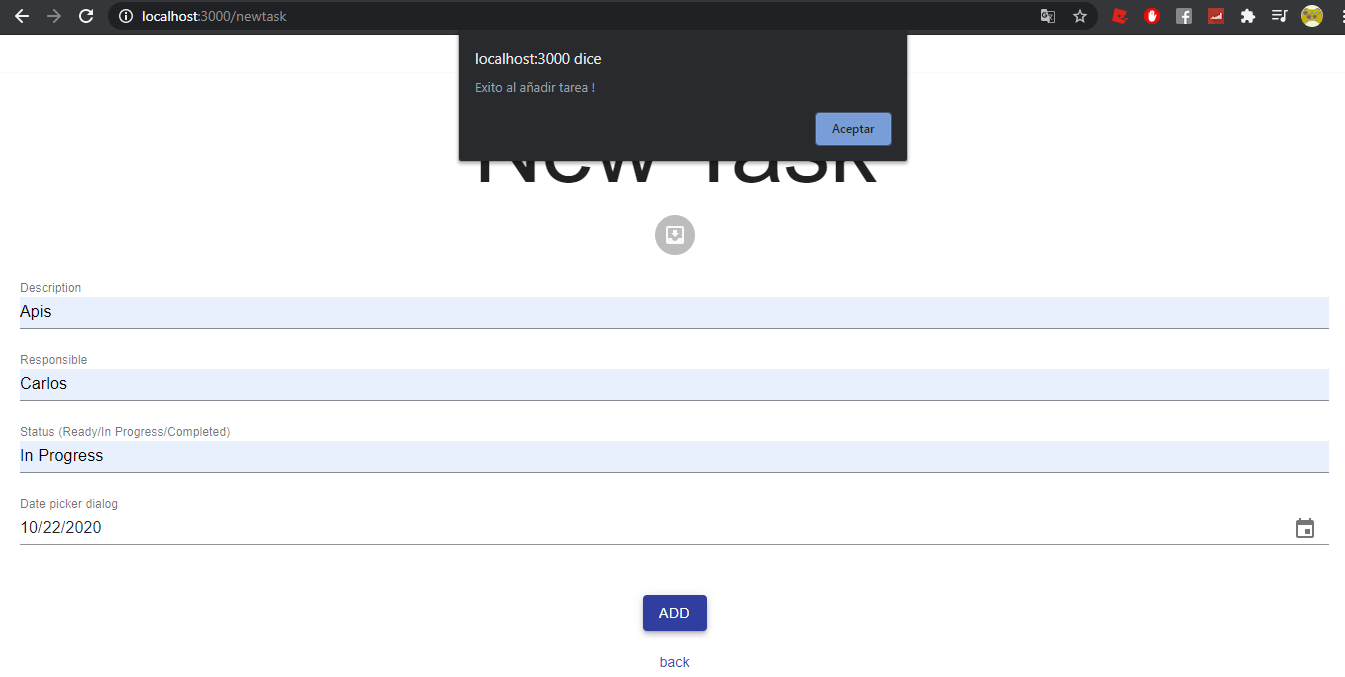 localhost:3000/newtask
localhost:3000 dice
Exito al añadir tarea !
Aceptar
New Task
Description
Apis
Responsible
Carlos
Status (Ready/In Progress/Completed)
In Progress
Date picker dialog
10/22/2020
ADD
back